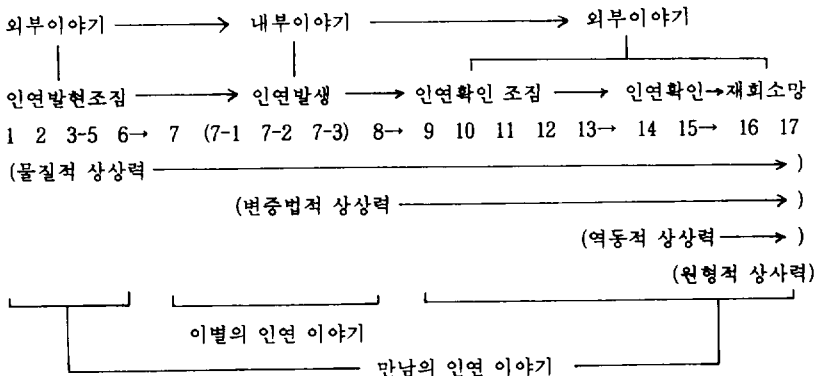 외부이야기 → 내부이야기 → 외부이야기
인연발현조짐 → 인연발생 → 인연확인 조짐 → 인연확인→재회소망
1 2 3-5 6→ 7 (7-1 7-2 7-3) 8→ 9 10 11 12 13→ 14 15→ 16 17
(물질적 상상력 → )
(변중법적 상상력 → )
(역동적 상상력 → )
(원형적 상사력)
이별의 인연 이야기
만남의 인연 이야기